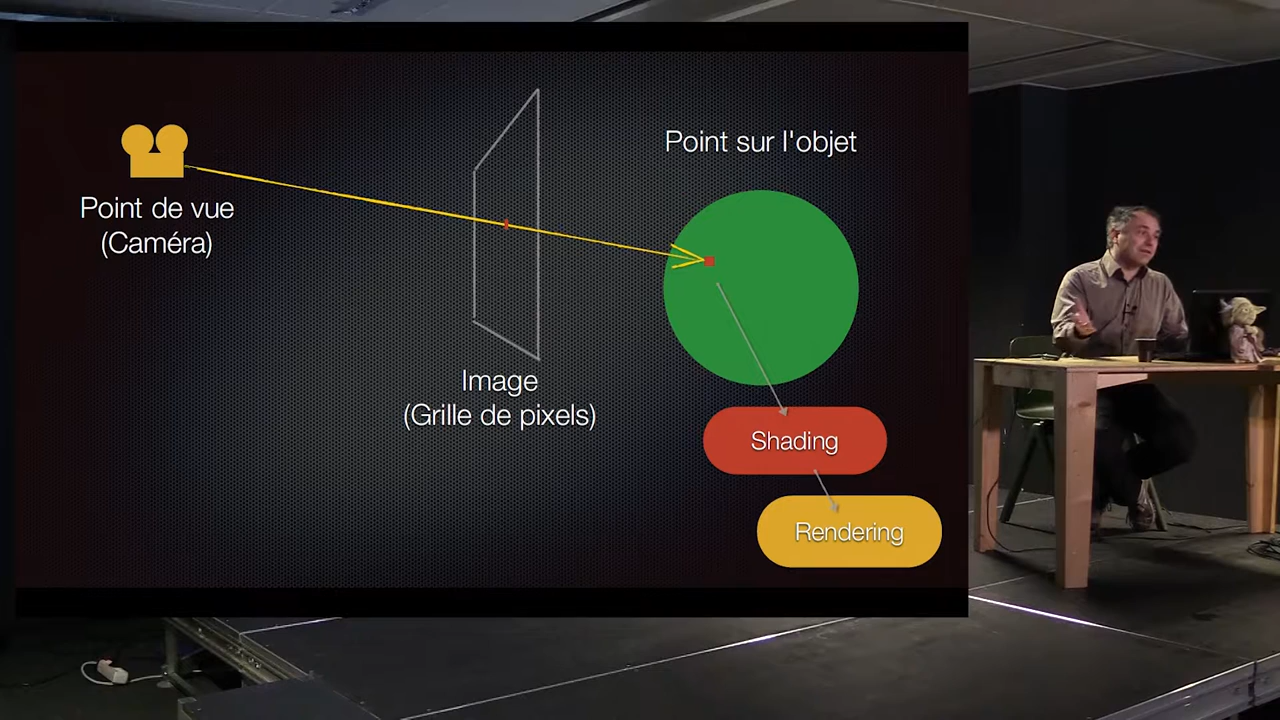 Point de vue
(Caméra)
Image
(Grille de pixels)
Point sur l'objet
Shading
Rendering